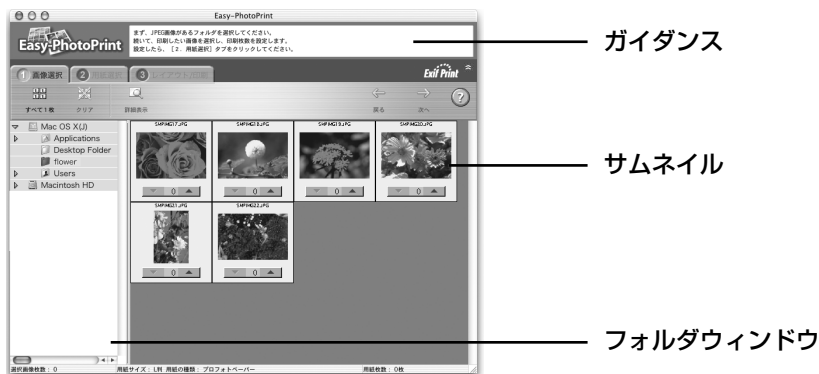 Easy-PhotoPrint
Easy-PhotoPrint
まず、JPEG画像があるフォルダを選択してください。
続いて、印刷したい画像を選択し、印刷枚数を設定します。
設定したら、［2．用紙選択］タブをクリックしてください。
ガイダンス
1 画像選択 2 用紙選択 3 レイアウト/印刷
Exif Print
すべて1枚 クリア 詳細表示 戻る 次へ ?
Mac OS X(J)
Applications
Desktop Folder
flower
Users
Macintosh HD
SMPIMG17.JPG SMPIMG18.JPG SMPIMG19.JPG SMPIMG20.JPG
0 0 0 0
サムネイル
SMPIMG21.JPG SMPIMG22.JPG
0 0
フォルダウィンドウ
選択画像枚数：0 用紙サイズ：L判 用紙の種類：プロフォトペーパー 用紙枚数：0枚